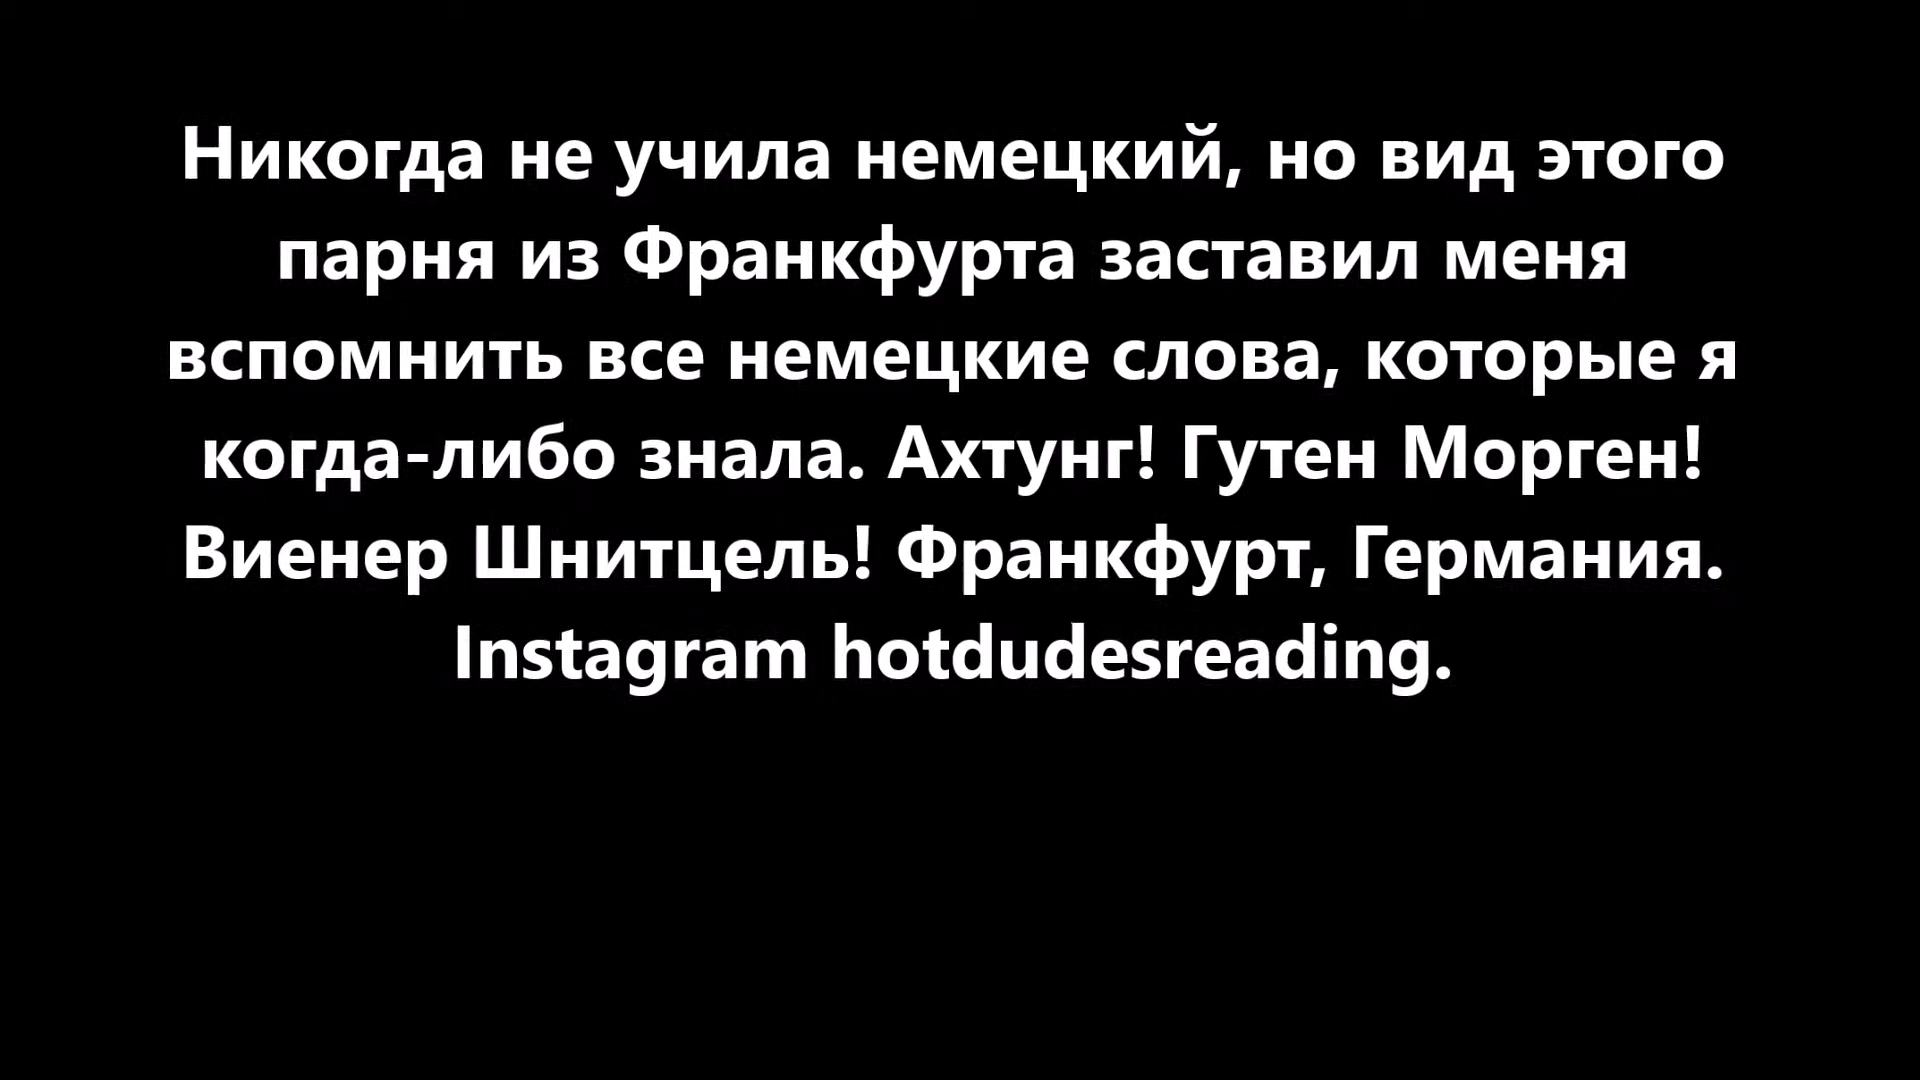 Никогда не учила немецкий, но вид этого
парня из Франкфурта заставил меня
вспомнить все немецкие слова, которые я
когда-либо знала. Ахтунг! Гутен Морген!
Виенер Шнитцель! Франкфурт, Германия.
Instagram hotdudesreading.